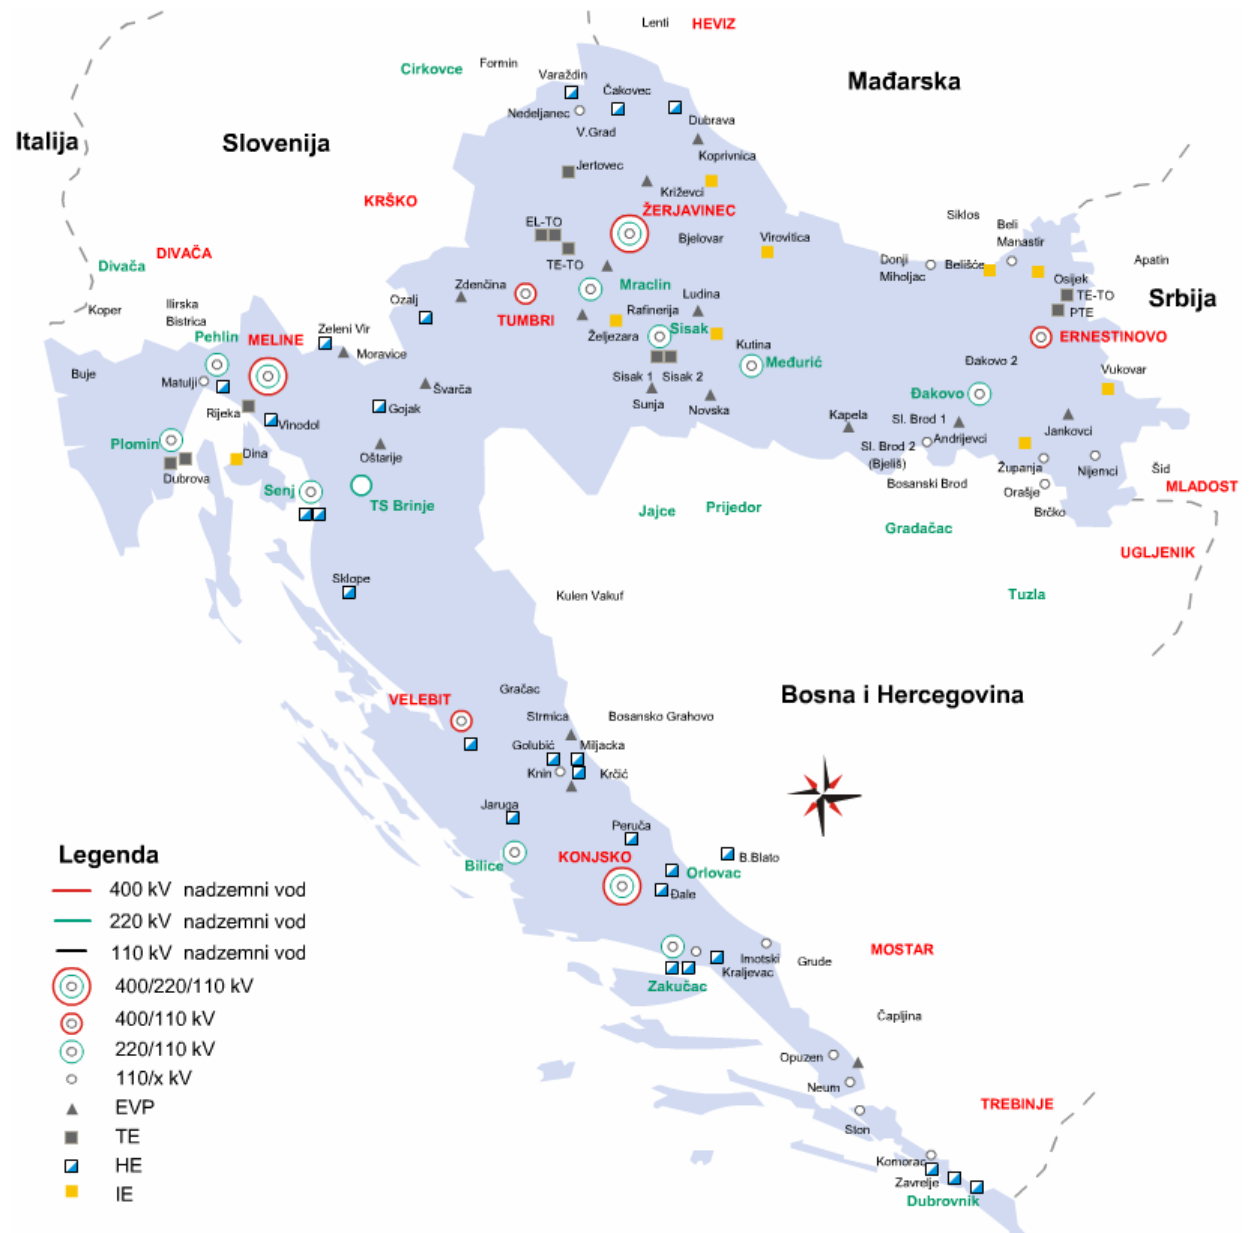 Lenti
HEVIZ
Formin
Cirkovce
Varaždin
Mađarska
Čakovec
Nedeljanec
Dubrava
V.Grad
Italija
Slovenija
Koprivnica
Jertovec
Križevci
KRŠKO
ŽERJAVINEC
EL-TO
Siklos
Beli
Manastir
Bjelovar
Virovitica
DIVAČA
Divača
TE-TO
Donji
Miholjac
Belišće
Apatin
Osijek
Zdenčina
Mraclin
Ludina
TE-TO
Srbija
Ozalj
Ilirska
Bistrica
Koper
Rafinerija
PTE
TUMBRI
Zeleni Vir
Željezara
Sisak
Pehlin
MELINE
Kutina
ERNESTINOVO
Moravice
Međurić
Đakovo 2
Vukovar
Buje
Matulji
Švarča
Sisak 1
Sisak 2
Đakovo
Rijeka
Gojak
Sunja
Novska
Kapela
Sl. Brod 1
Vinodol
Jankovci
Plomin
Andrijevci
Sl. Brod 2
(Bjeliš)
Dina
Oštarije
Županja
Nijemci
Šid
Dubrova
Bosanski Brod
MLADOST
Senj
Orašje
TS Brinje
Jajce
Prijedor
Brčko
Gradačac
UGLJENIK
Sklope
Kulen Vakuf
Tuzla
Gračac
VELEBIT
Bosna i Hercegovina
Strmica
Bosansko Grahovo
Golubić
Miljacka
Knin
Krčić
Jaruga
Peruča
Legenda
KONJSKO
B.Blato
Bilice
Orlovac
400 kV nadzemni vod
Đale
220 kV nadzemni vod
110 kV nadzemni vod
MOSTAR
Imotski
Grude
Kraljevac
Zakučac
400/220/110 kV
400/110 kV
Čapljina
220/110 kV
Opuzen
110/x kV
Neum
EVP
TREBINJE
Ston
TE
Komorac
HE
Zavrelje
IE
Dubrovnik